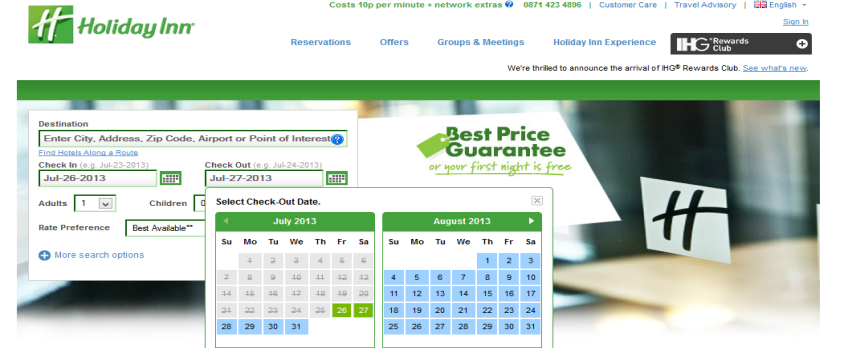 Costs 10p per minute + network extras ? 0871 423 4896 | Customer Care | Travel Advisory | English
Sign In
Holiday Inn
Reservations Offers Groups & Meetings Holiday Inn Experience IHG® Rewards Club
We're thrilled to announce the arrival of IHG® Rewards Club. See what's new.
Destination
Enter City, Address, Zip Code, Airport or Point of Interest ?
Find Hotels Along a Route
Check In (e.g. Jul-23-2013) Check Out (e.g. Jul-24-2013)
Jul-26-2013 Jul-27-2013
Best Price
Guarantee
or your first night is free
Adults 1 Children 0
Rate Preference Best Available**
More search options
Select Check-Out Date.
July 2013
Su Mo Tu We Th Fr Sa
1 2 3 4 5 6
7 8 9 10 11 12 13
14 15 16 17 18 19 20
21 22 23 24 25 26 27
28 29 30 31
August 2013
Su Mo Tu We Th Fr Sa
1 2 3
4 5 6 7 8 9 10
11 12 13 14 15 16 17
18 19 20 21 22 23 24
25 26 27 28 29 30 31
H